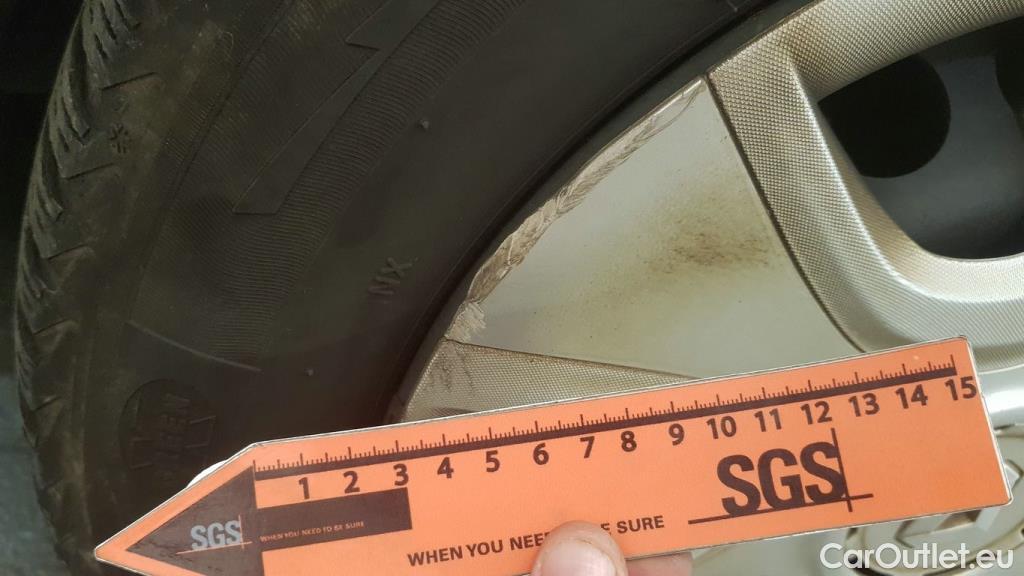 NX
1 2 3 4 5 6 7 8 9 10 11 12 13 14 15
SGS
SGS
WHEN YOU NEED TO BE SURE
WHEN YOU NEE E SURE
CarOutlet.eu